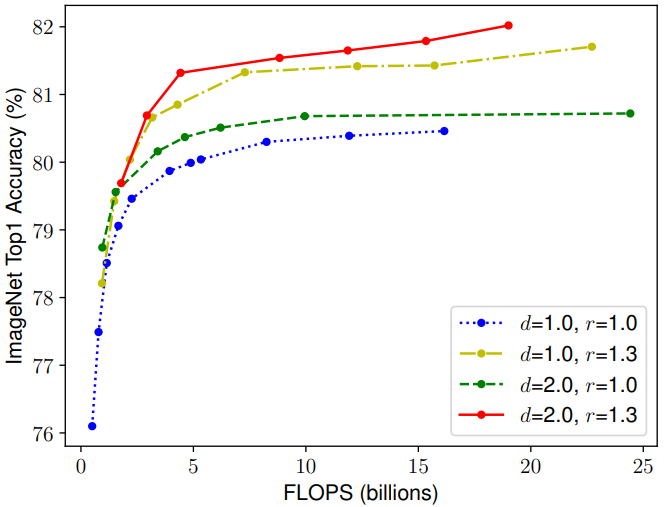 ImageNet Top1 Accuracy (%)
82
81
80
79
78
77
76
d=1.0, r=1.0
d=1.0, r=1.3
d=2.0, r=1.0
d=2.0, r=1.3
0 5 10 15 20 25
FLOPS (billions)